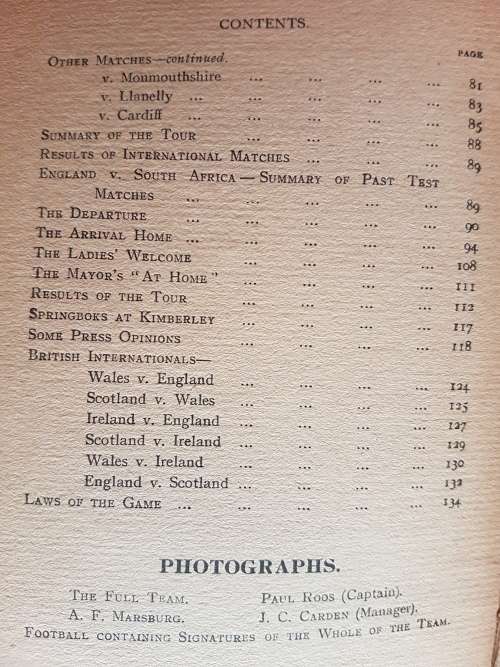 CONTENTS.
PAGE
OTHER MATCHES—continued.
v. Monmouthshire ... ... ... ... 81
v. Llanelly ... ... ... ... 83
v. Cardiff ... ... ... ... 85
SUMMARY OF THE TOUR ... ... ... 88
RESULTS OF INTERNATIONAL MATCHES ... ... ... 89
ENGLAND V. SOUTH AFRICA — SUMMARY OF PAST TEST
MATCHES ... ... ... ... 89
THE DEPARTURE ... ... ... ... 90
THE ARRIVAL HOME ... ... ... ... 94
THE LADIES' WELCOME ... ... ... 108
THE MAYOR'S "AT HOME" ... ... ... 111
RESULTS OF THE TOUR ... ... ... 112
SPRINGBOKS AT KIMBERLEY ... ... ... 117
SOME PRESS OPINIONS ... ... ... 118
BRITISH INTERNATIONALS—
Wales v. England ... ... ... 124
Scotland v. Wales ... ... ... 125
Ireland v. England ... ... ... 127
Scotland v. Ireland ... ... ... 129
Wales v. Ireland ... ... ... 130
England v. Scotland ... ... ... 132
LAWS OF THE GAME ... ... ... ... 134
PHOTOGRAPHS.
THE FULL TEAM. PAUL ROOS (Captain).
A. F. MARSBURG. J. C. CARDEN (Manager).
FOOTBALL CONTAINING SIGNATURES OF THE WHOLE OF THE TEAM.